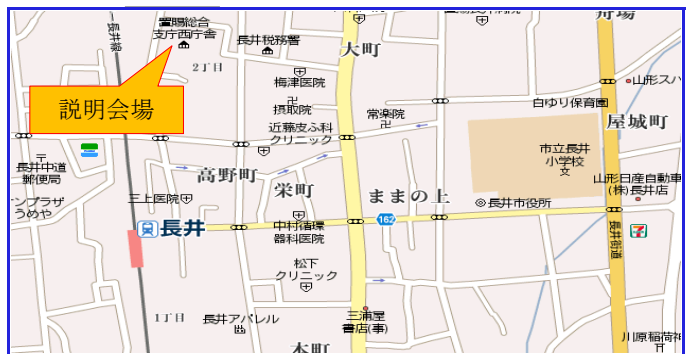 置賜総合
支庁西庁舎
長井線
長井税務署
2丁目
大町
梅津医院
説明会場
摂取院
近藤皮ふ科
クリニック
常楽院
白ゆり保育園
山形スバ
屋城町
市立長井
小学校
長井中道
郵便局
高野町
栄町
ままの上
山形日産自動車
(株)長井店
ンプラザ
うめや
三上医院
長井市役所
長井
162
中村循環
器科医院
長井街道
松下
クリニック
1丁目
長井アパレル
三浦屋
書店(事)
本町
川原稲荷神